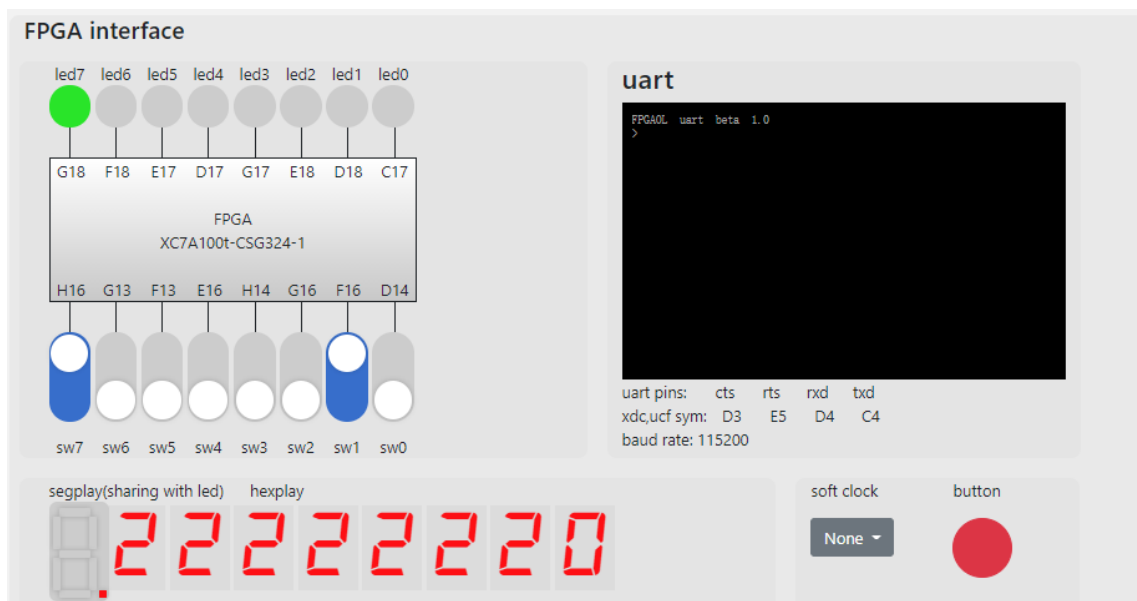 FPGA interface
led7 led6 led5 led4 led3 led2 led1 led0
G18 F18 E17 D17 G17 E18 D18 C17
FPGA
XC7A100t-CSG324-1
H16 G13 F13 E16 H14 G16 F16 D14
sw7 sw6 sw5 sw4 sw3 sw2 sw1 sw0
uart
FPGAOL uart beta 1.0
>
uart pins: cts rts rxd txd
xdc,ucf sym: D3 E5 D4 C4
baud rate: 115200
segplay(sharing with led) hexplay
22222220
soft clock button
None